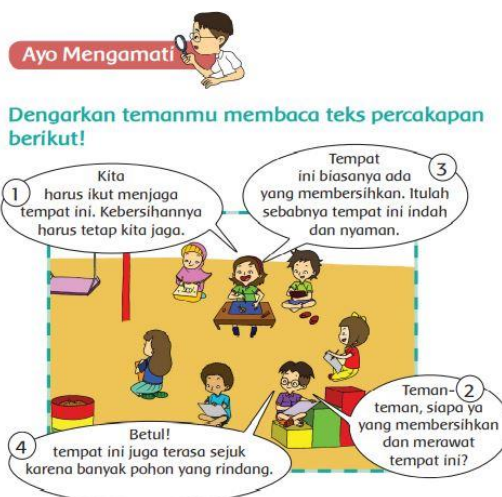 Ayo Mengamati
Dengarkan temanmu membaca teks percakapan
berikut!
1
Kita
harus ikut menjaga
tempat ini. Kebersihannya
harus tetap kita jaga.
3
Tempat
ini biasanya ada
yang membersihkan. Itulah
sebabnya tempat ini indah
dan nyaman.
2
Teman-
teman, siapa ya
yang membersihkan
dan merawat
tempat ini?
4
Betul!
tempat ini juga terasa sejuk
karena banyak pohon yang rindang.